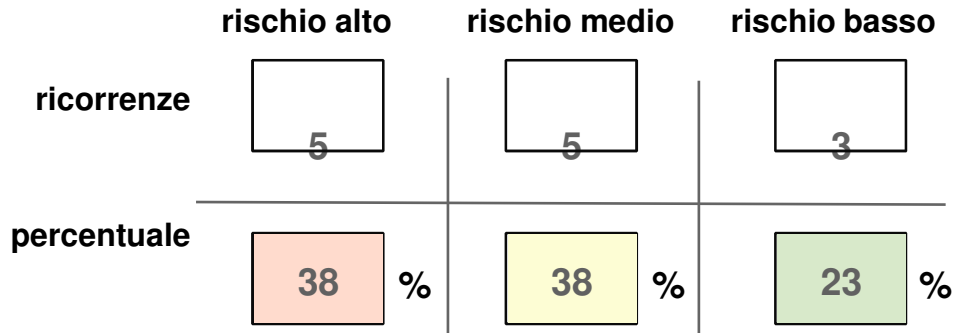 rischio alto rischio medio rischio basso
ricorrenze
5 5 3
percentuale
38 % 38 % 23 %